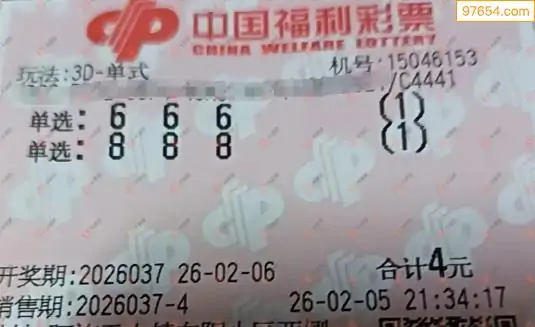 97654.com
中国福利彩票
CHINA WELFARE LOTTERY
玩法:3D-单式 机号:15046153
/C4441
单选: 6 6 6 {1}
单选: 8 8 8 {1}
开奖期:2026037 26-02-06 合计4元
销售期:2026037-4 26-02-05 21:34:17